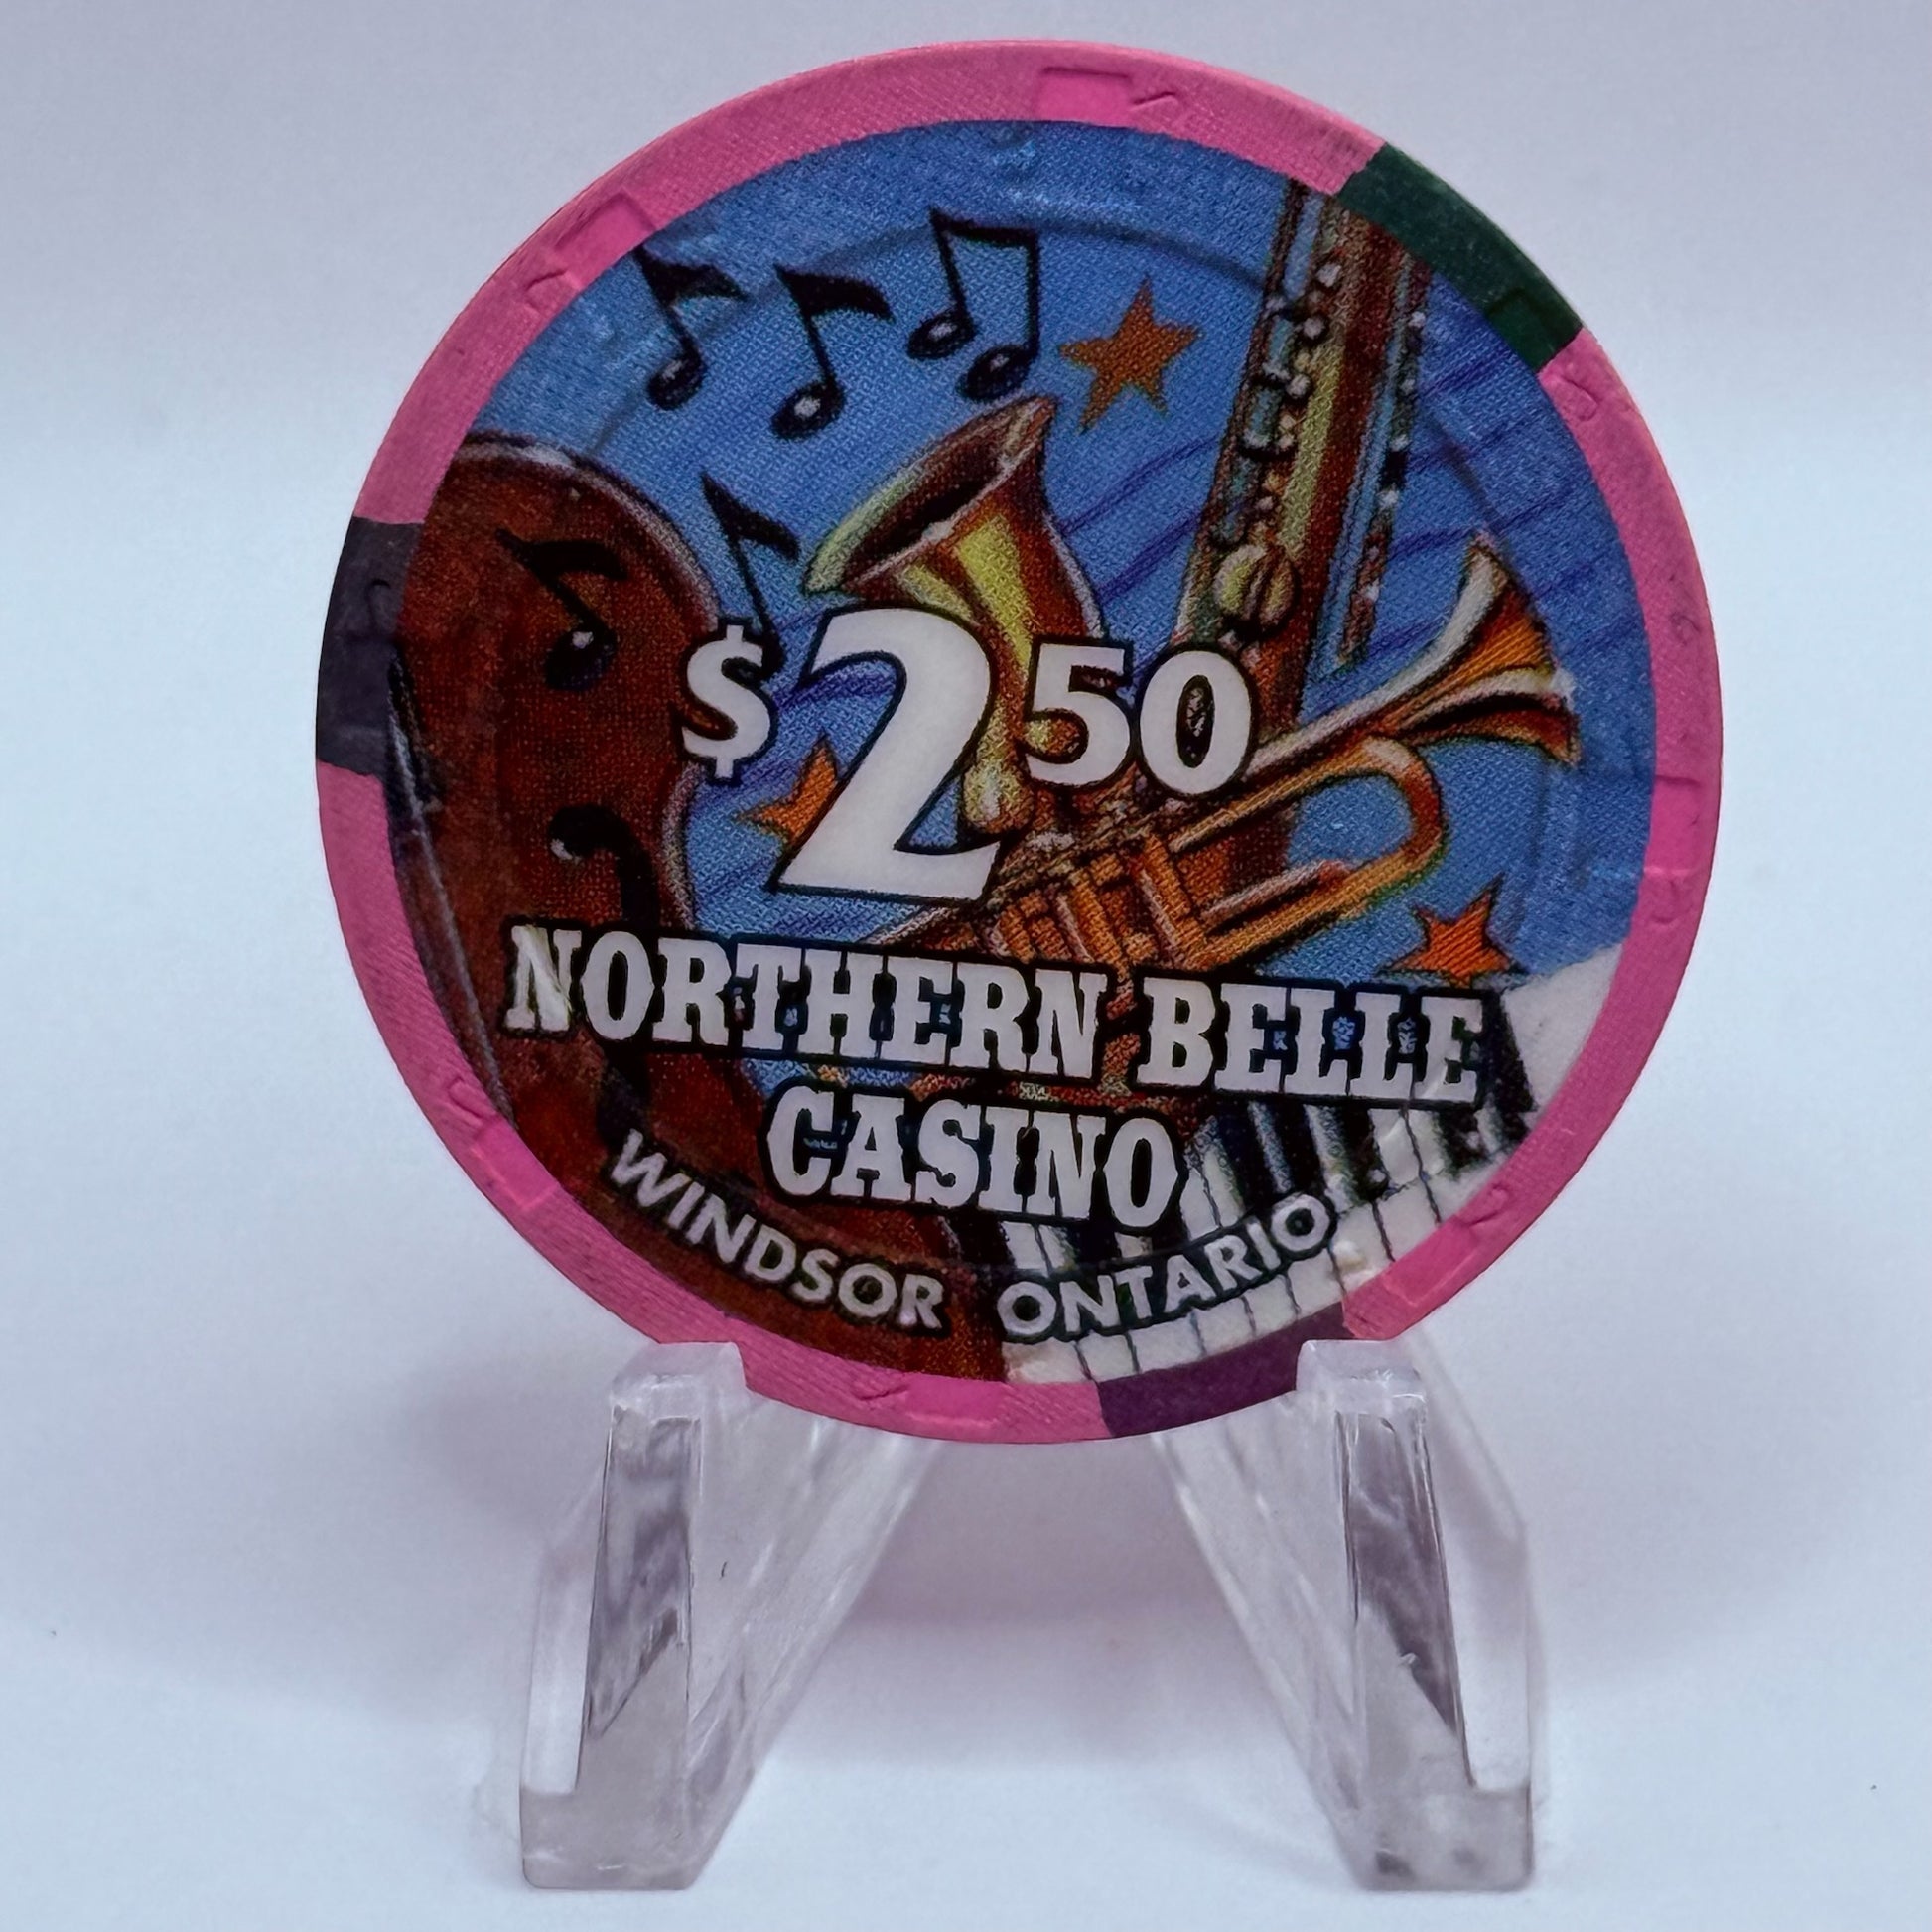 $2.50
NORTHERN BELLE
CASINO
WINDSOR ONTARIO